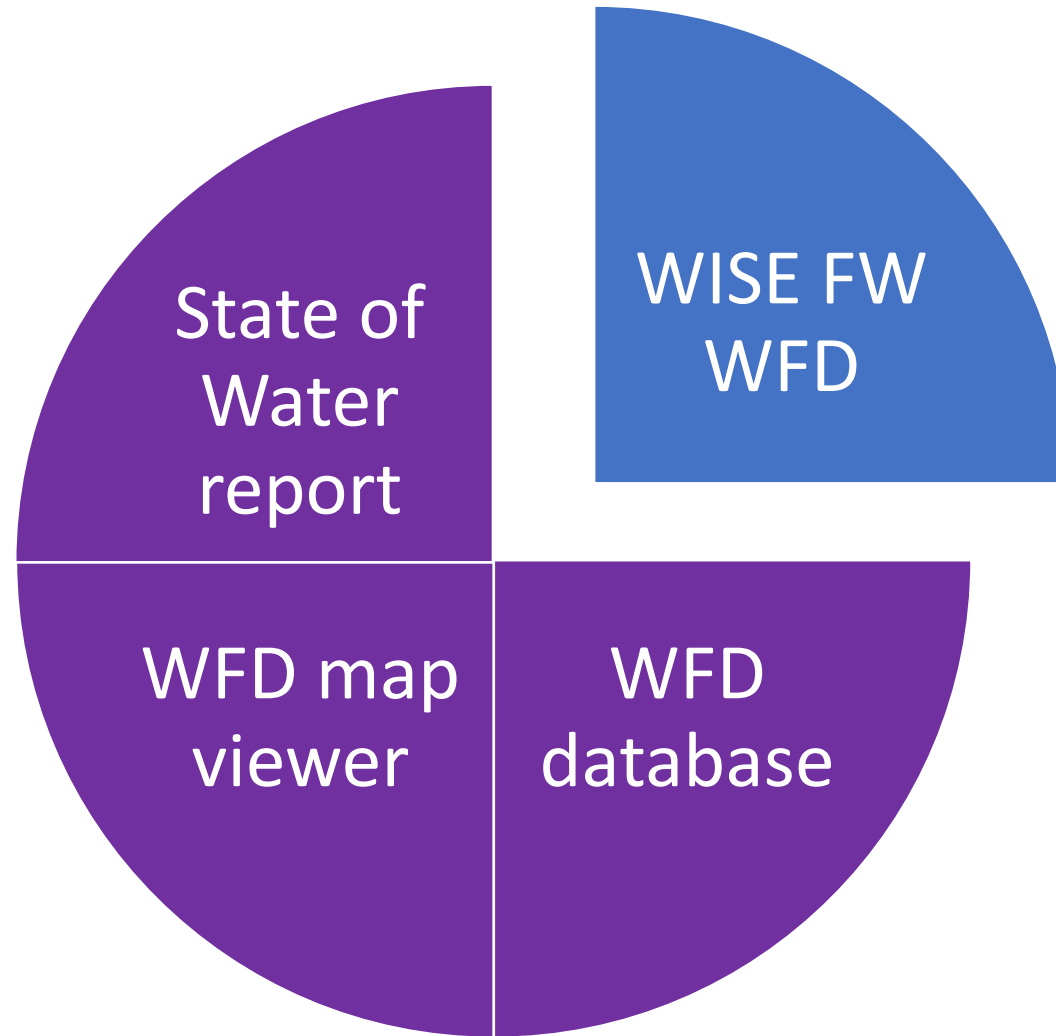 State of
Water
report
WISE FW
WFD
WFD map
viewer
WFD
database